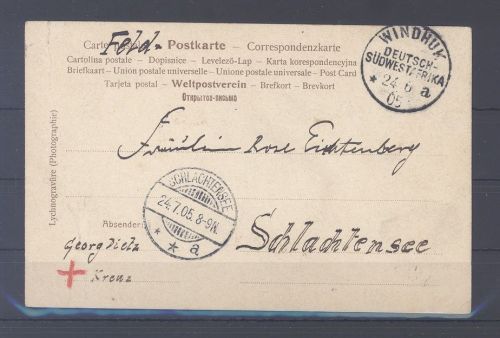 Carte postale – Postkarte – Correspondenzkarte
Feld-
Cartolina postale – Dopisnice – Levelező-Lap – Karta korespondencyjna
Briefkaart – Union postale universelle – Unione postale universale – Post Card
Tarjeta postal – Weltpostverein – Brefkort – Brevkort
Открытое письмо
WINDHUK
DEUTSCH-
SÜDWESTAFRIKA
24 6 a
05
Fräulein Rose Lichtenberg
SCHLACHTENSEE
24.7.05.8-9N.
* * a
Schlachtensee
Absender
Georg Dietz
+ Kreuz
(Photographie)